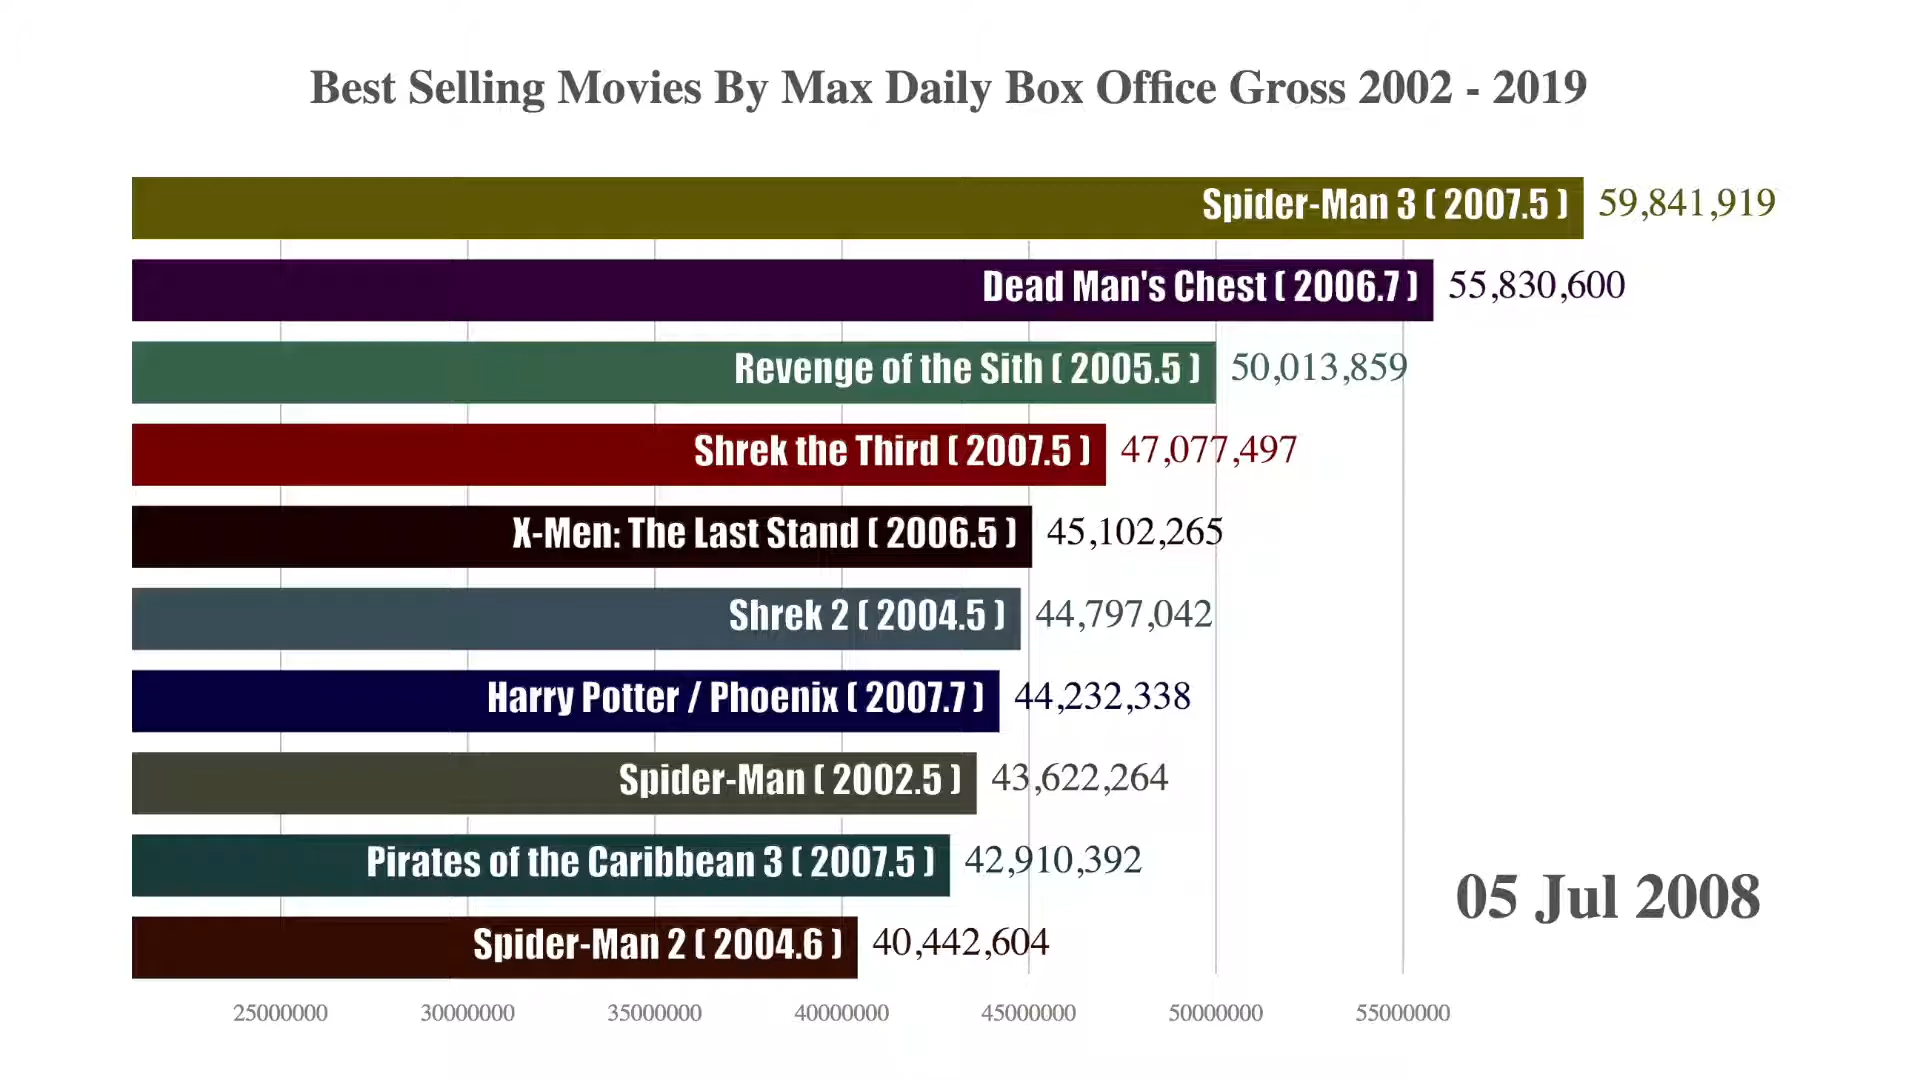 Best Selling Movies By Max Daily Box Office Gross 2002 - 2019
Spider-Man 3 ( 2007.5 ) 59,841,919
Dead Man's Chest ( 2006.7 ) 55,830,600
Revenge of the Sith ( 2005.5 ) 50,013,859
Shrek the Third ( 2007.5 ) 47,077,497
X-Men: The Last Stand ( 2006.5 ) 45,102,265
Shrek 2 ( 2004.5 ) 44,797,042
Harry Potter / Phoenix ( 2007.7 ) 44,232,338
Spider-Man ( 2002.5 ) 43,622,264
Pirates of the Caribbean 3 ( 2007.5 ) 42,910,392
05 Jul 2008
Spider-Man 2 ( 2004.6 ) 40,442,604
25000000 30000000 35000000 40000000 45000000 50000000 55000000